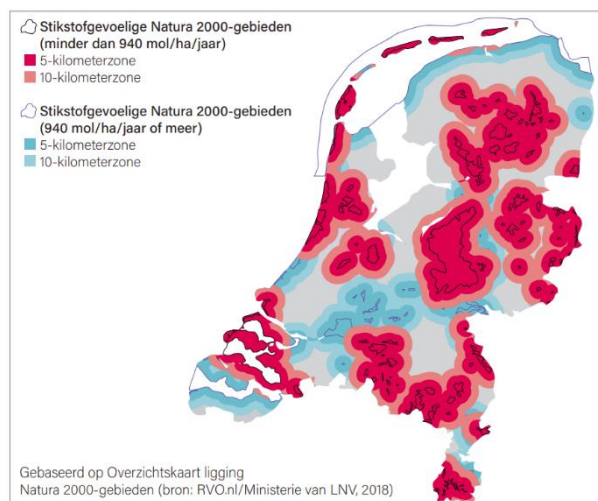 Stikstofgevoelige Natura 2000-gebieden
(minder dan 940 mol/ha/jaar)
5-kilometerzone
10-kilometerzone
Stikstofgevoelige Natura 2000-gebieden
(940 mol/ha/jaar of meer)
5-kilometerzone
10-kilometerzone
Gebaseerd op Overzichtskaart ligging
Natura 2000-gebieden (bron: RVO.nl/Ministerie van LNV, 2018)